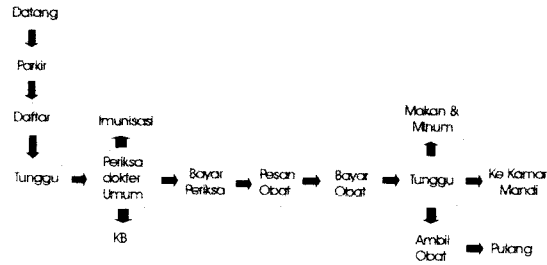 Datang
Parkir
Daftar
Tunggu
Imunisasi
Periksa
dokter
Umum
KB
Bayar
Periksa
Pesan
Obat
Bayar
Obat
Makan &
Minum
Tunggu
Ke Kamar
Mandi
Ambil
Obat
Pulang